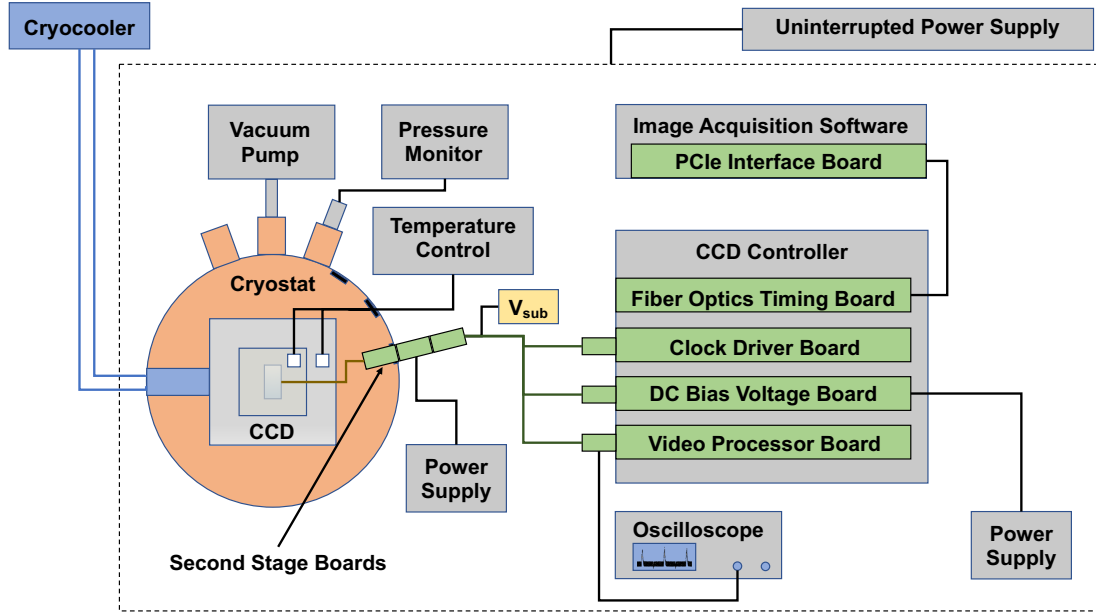 Cryocooler
Uninterrupted Power Supply
Vacuum
Pump
Pressure
Monitor
Image Acquisition Software
PCIe Interface Board
Temperature
Control
CCD Controller
Cryostat
Fiber Optics Timing Board
Vsub
Clock Driver Board
DC Bias Voltage Board
CCD
Video Processor Board
Power
Supply
Oscilloscope
Power
Supply
Second Stage Boards